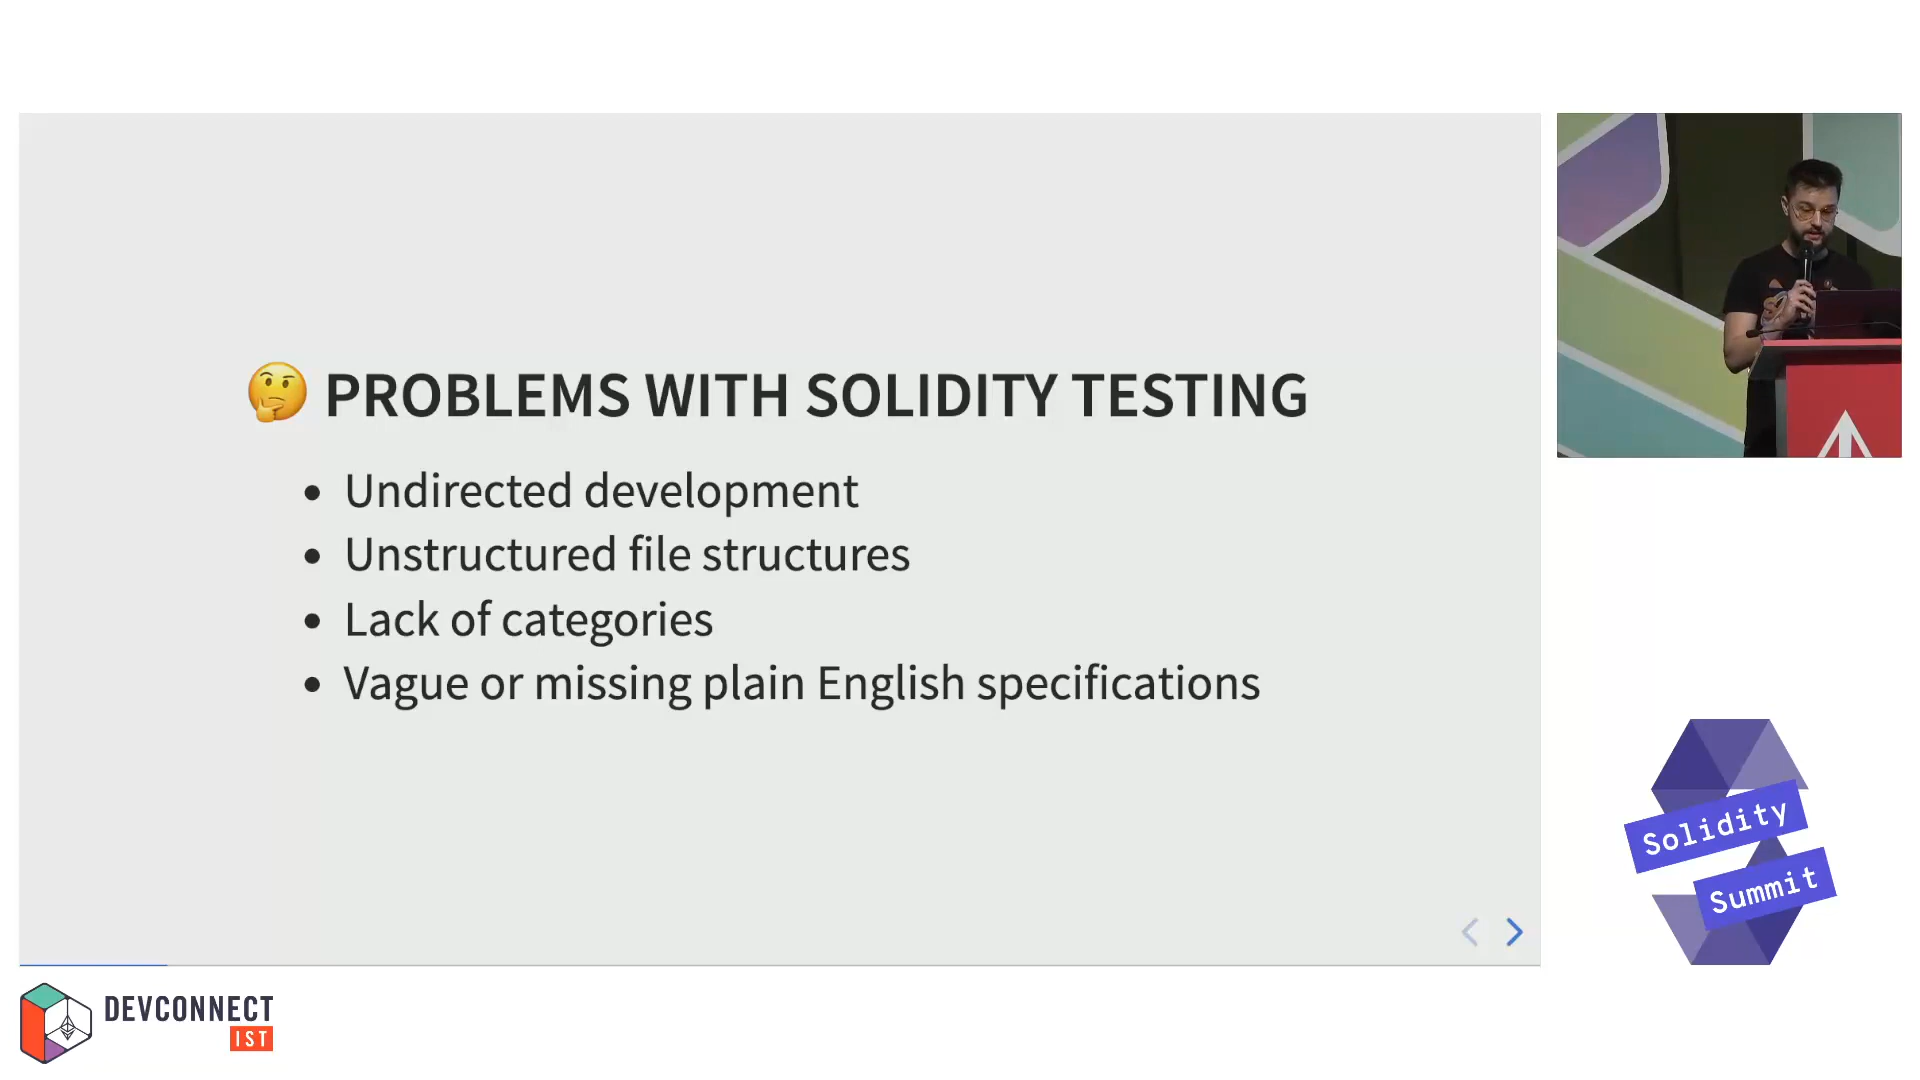 🤔 PROBLEMS WITH SOLIDITY TESTING
• Undirected development
• Unstructured file structures
• Lack of categories
• Vague or missing plain English specifications
Solidity
Summit
DEVCONNECT
IST